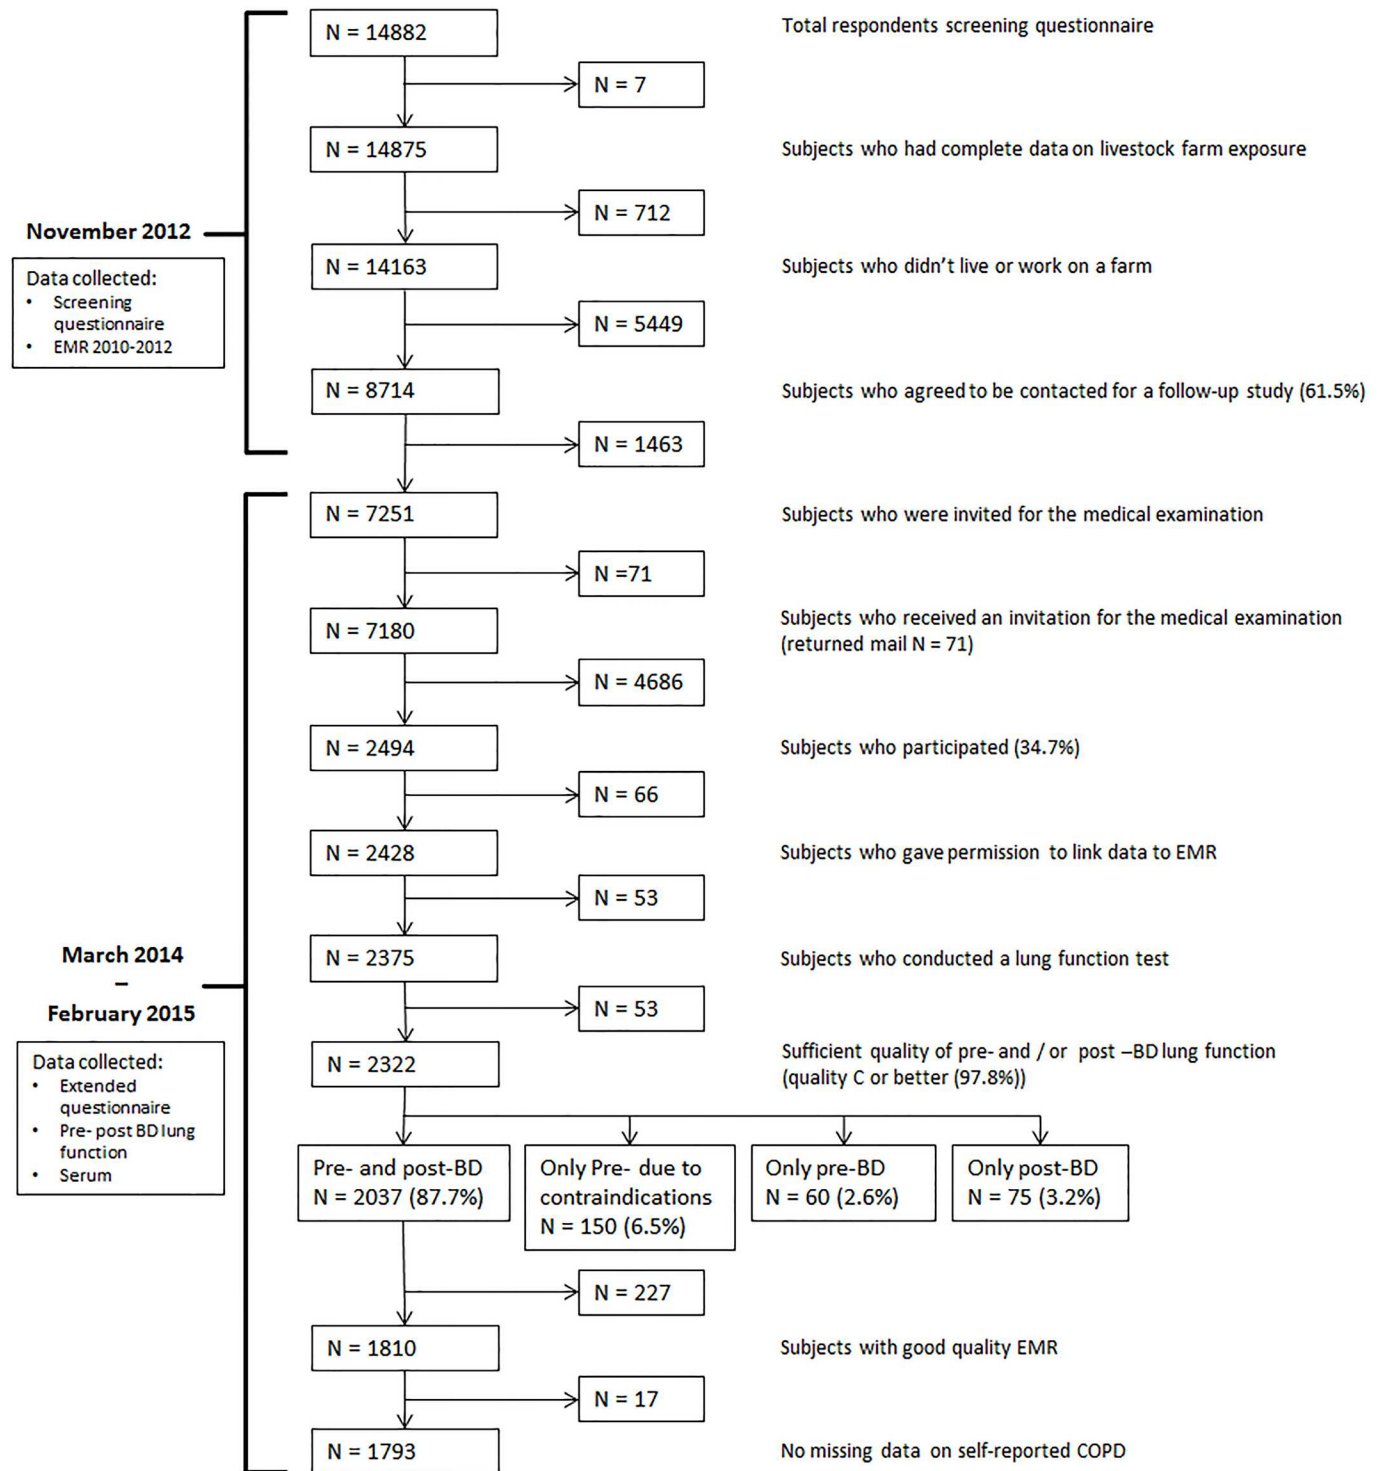 N = 14882
Total respondents screening questionnaire
N = 7
N = 14875
Subjects who had complete data on livestock farm exposure
N = 712
November 2012
N = 14163
Subjects who didn't live or work on a farm
Data collected:
• Screening
questionnaire
• EMR 2010-2012
N = 5449
N = 8714
Subjects who agreed to be contacted for a follow-up study (61.5%)
N = 1463
N = 7251
Subjects who were invited for the medical examination
N =71
N = 7180
Subjects who received an invitation for the medical examination
(returned mail N = 71)
N = 4686
N = 2494
Subjects who participated (34.7%)
N = 66
N = 2428
Subjects who gave permission to link data to EMR
N = 53
March 2014
–
February 2015
N = 2375
Subjects who conducted a lung function test
N = 53
Data collected:
• Extended
questionnaire
• Pre- post BD lung
function
• Serum
N = 2322
Sufficient quality of pre- and / or post –BD lung function
(quality C or better (97.8%))
Pre- and post-BD
N = 2037 (87.7%)
Only Pre- due to
contraindications
N = 150 (6.5%)
Only pre-BD
N = 60 (2.6%)
Only post-BD
N = 75 (3.2%)
N = 227
N = 1810
Subjects with good quality EMR
N = 17
N = 1793
No missing data on self-reported COPD